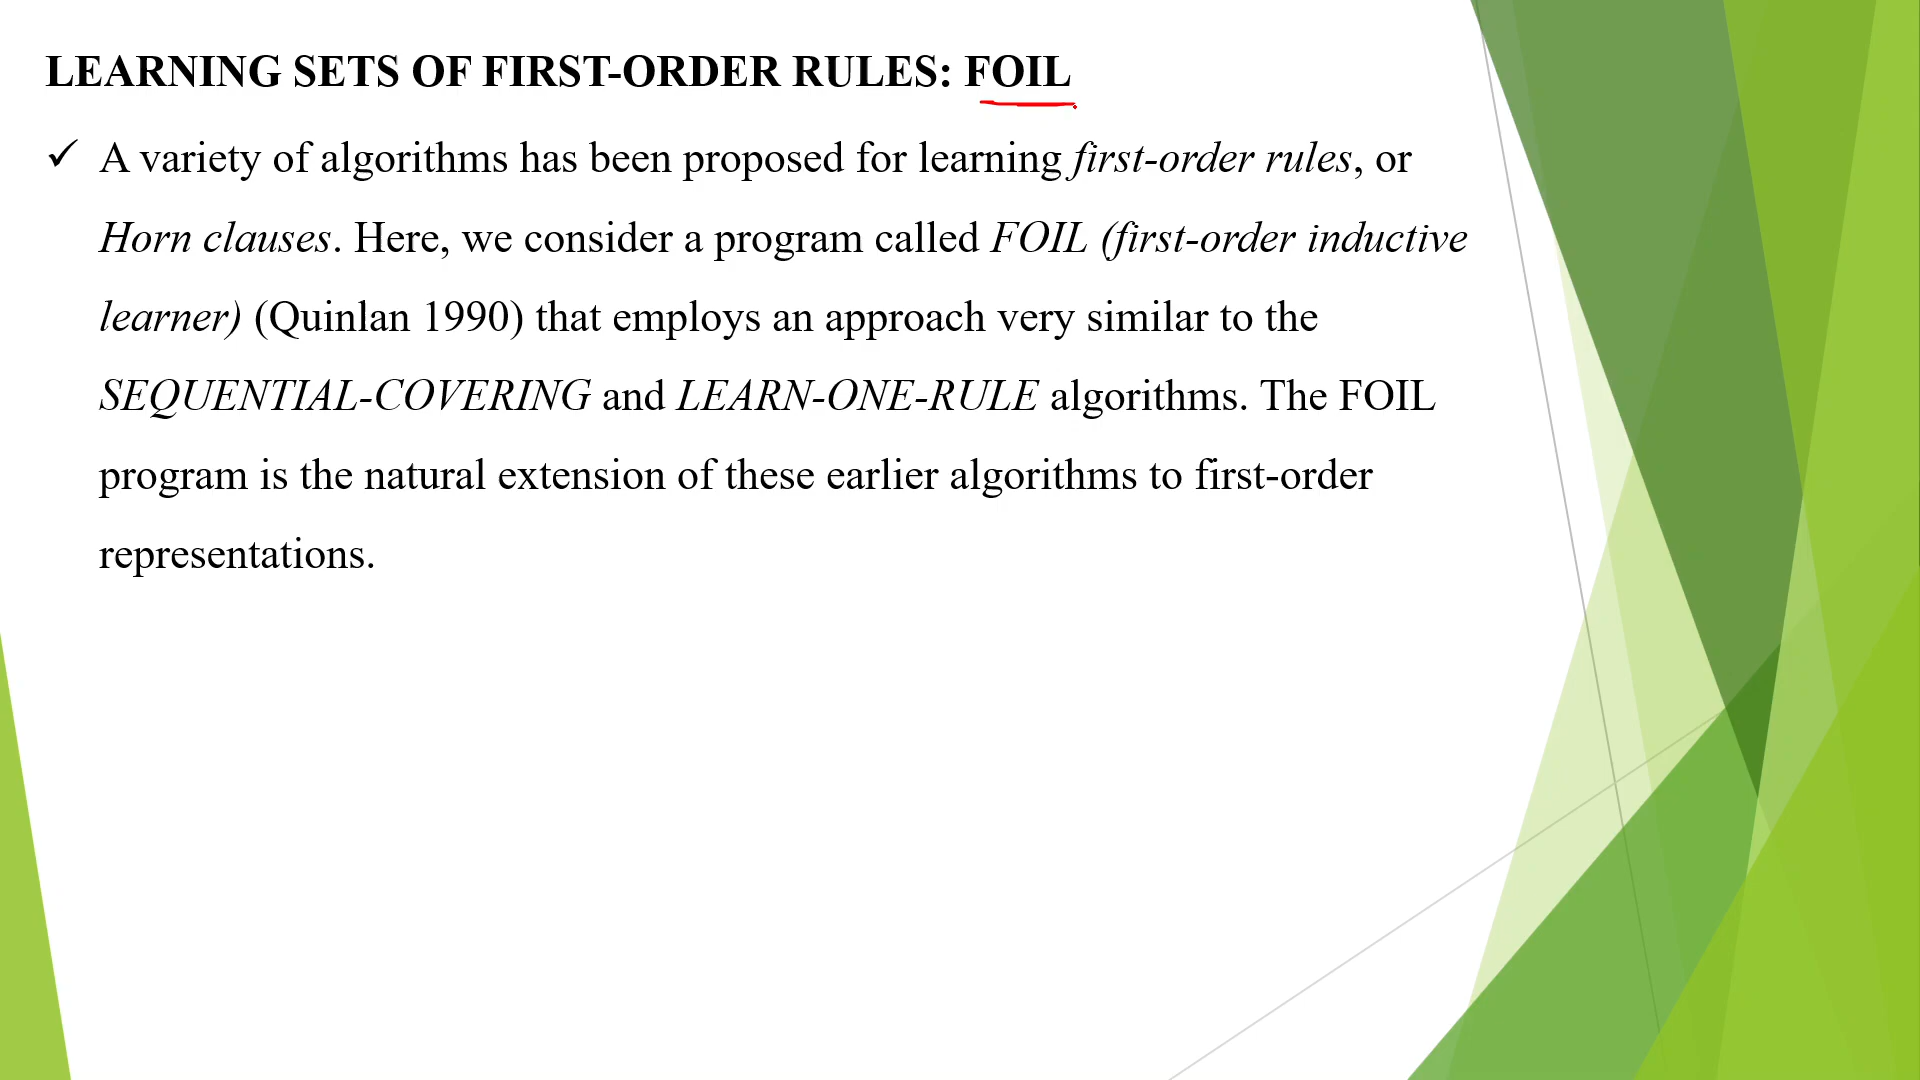 LEARNING SETS OF FIRST-ORDER RULES: FOIL
✓ A variety of algorithms has been proposed for learning first-order rules, or
Horn clauses. Here, we consider a program called FOIL (first-order inductive
learner) (Quinlan 1990) that employs an approach very similar to the
SEQUENTIAL-COVERING and LEARN-ONE-RULE algorithms. The FOIL
program is the natural extension of these earlier algorithms to first-order
representations.